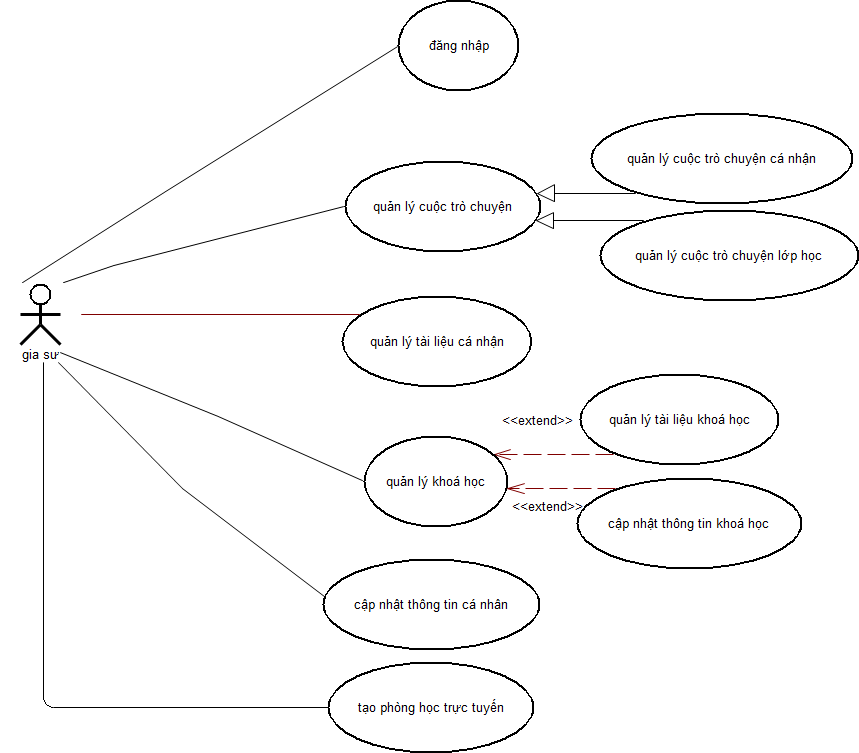 đăng nhập
quản lý cuộc trò chuyện cá nhận
quản lý cuộc trò chuyện
quản lý cuộc trò chuyện lớp học
gia sư
quản lý tài liệu cá nhận
<<extend>>
quản lý tài liệu khoá học
quản lý khoá học
<<extend>>
cập nhật thông tin khoá học
cập nhật thông tin cá nhân
tạo phòng học trực tuyến